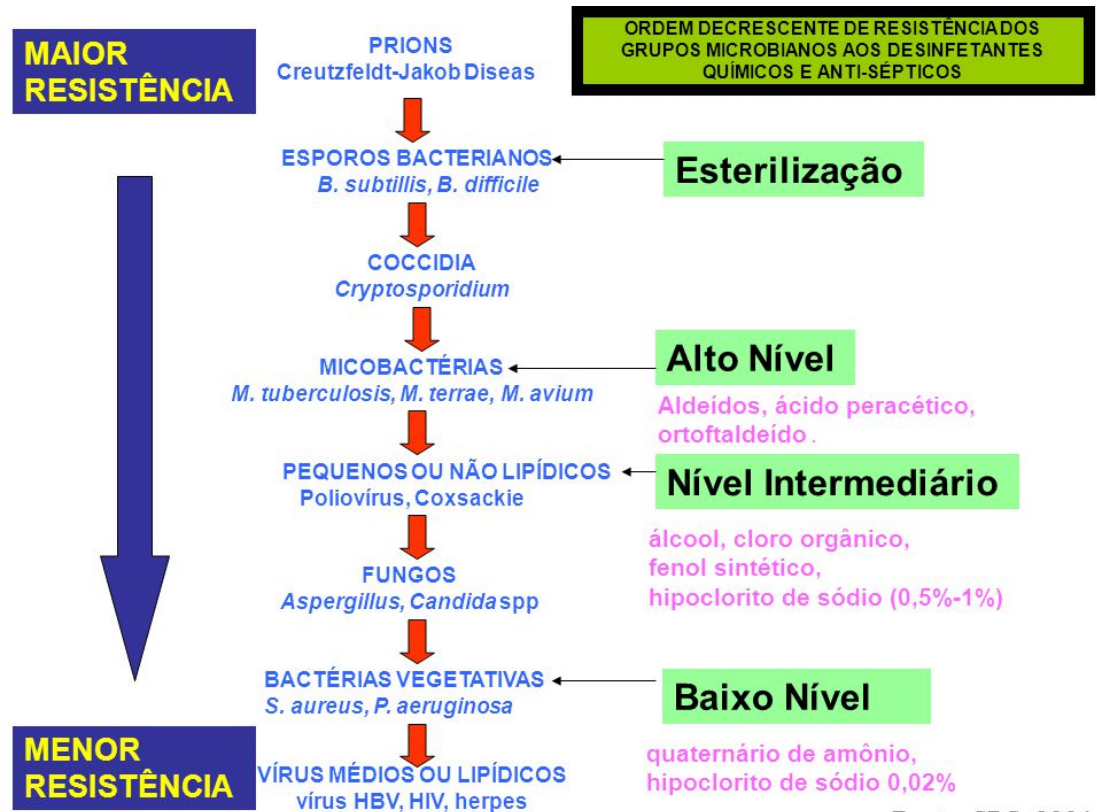 MAIOR
RESISTÊNCIA
PRIONS
Creutzfeldt-Jakob Diseas
ORDEM DECRESCENTE DE RESISTÊNCIA DOS
GRUPOS MICROBIANOS AOS DESINFETANTES
QUÍMICOS E ANTI-SÉPTICOS
ESPOROS BACTERIANOS
B. subtillis, B. difficile
Esterilização
COCCIDIA
Cryptosporidium
MICOBACTÉRIAS
M. tuberculosis, M. terrae, M. avium
Alto Nível
Aldeídos, ácido peracético,
ortoftaldeído .
PEQUENOS OU NÃO LIPÍDICOS
Poliovírus, Coxsackie
Nível Intermediário
álcool, cloro orgânico,
fenol sintético,
hipoclorito de sódio (0,5%-1%)
FUNGOS
Aspergillus, Candida spp
BACTÉRIAS VEGETATIVAS
S. aureus, P. aeruginosa
Baixo Nível
quaternário de amônio,
hipoclorito de sódio 0,02%
MENOR
RESISTÊNCIA
VÍRUS MÉDIOS OU LIPÍDICOS
vírus HBV, HIV, herpes